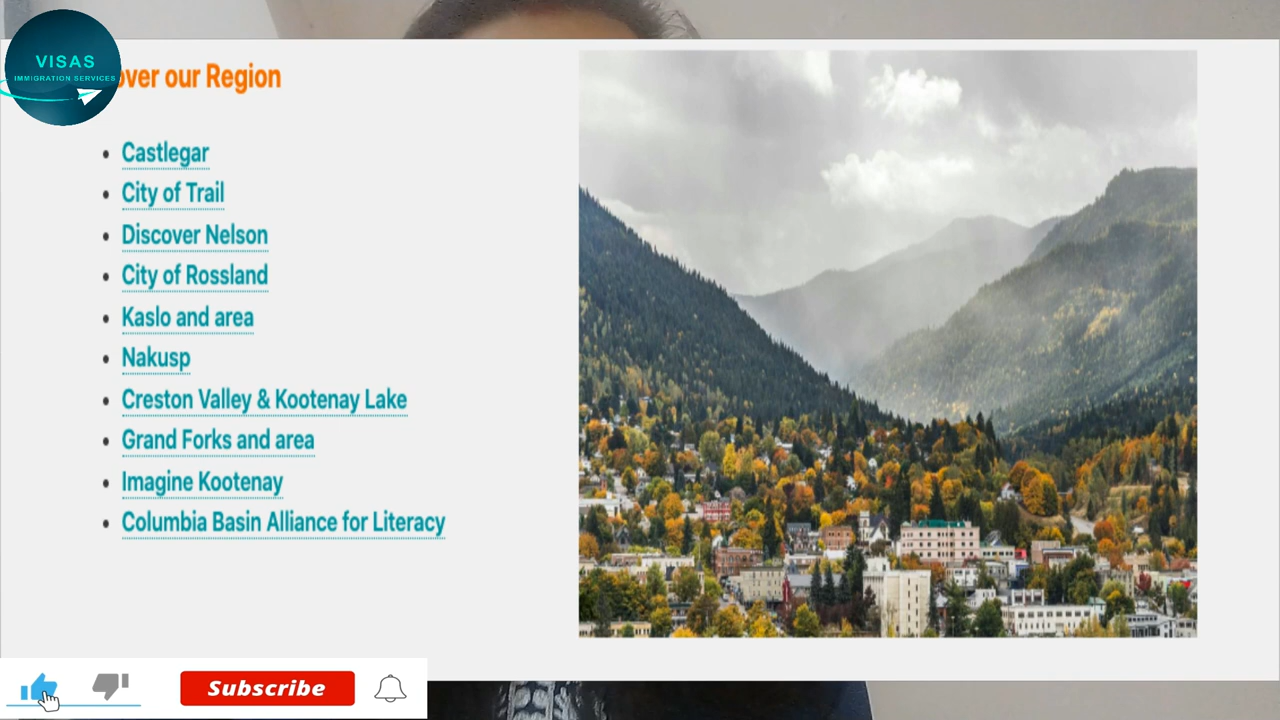 VISAS
IMMIGRATION SERVICES
over our Region
Castlegar
City of Trail
Discover Nelson
City of Rossland
Kaslo and area
Nakusp
Creston Valley & Kootenay Lake
Grand Forks and area
Imagine Kootenay
Columbia Basin Alliance for Literacy
Subscribe